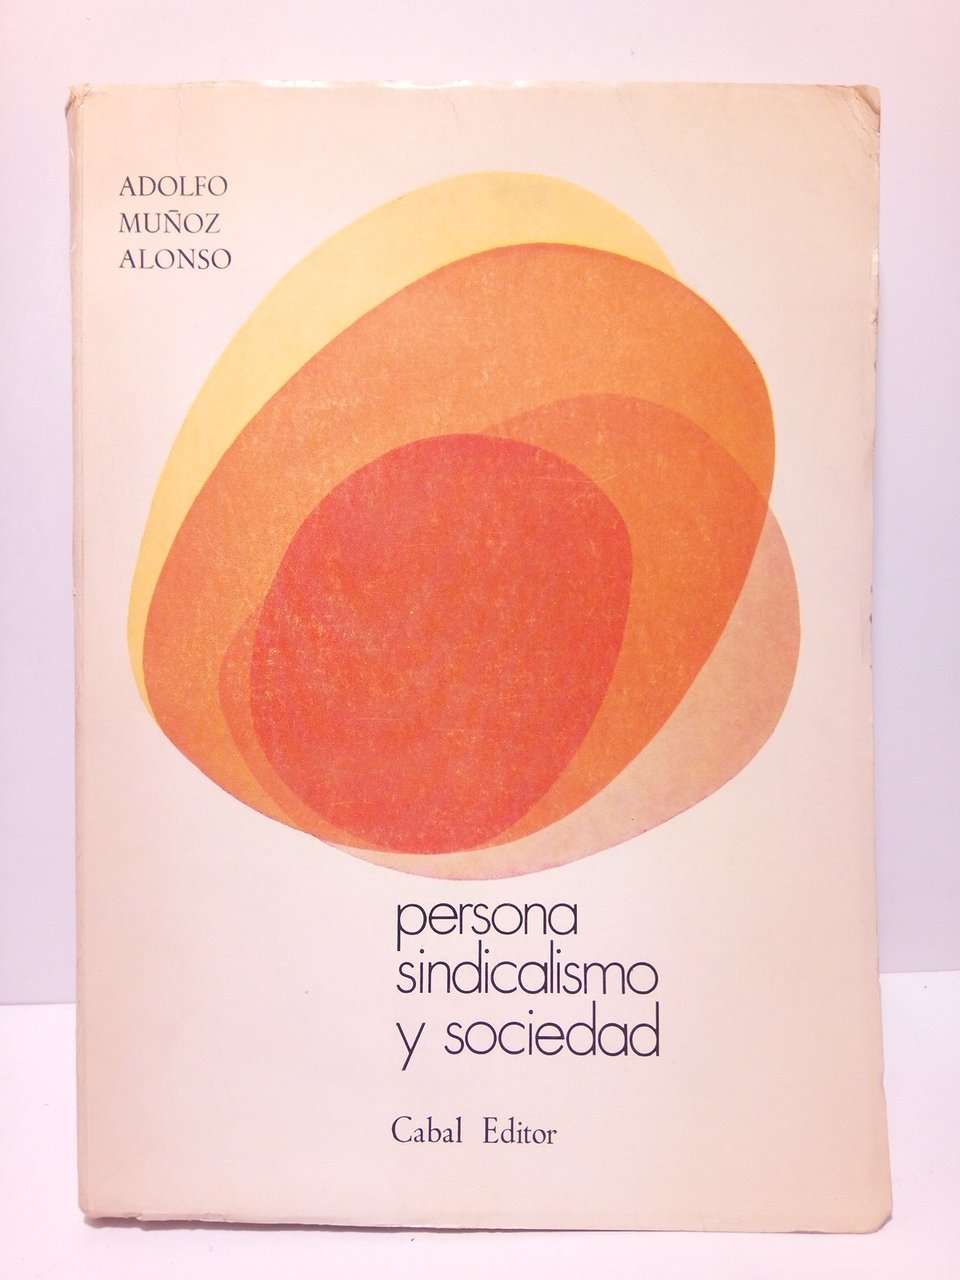 ADOLFO
MUÑOZ
ALONSO
persona
sindicalismo
y sociedad
Cabal Editor